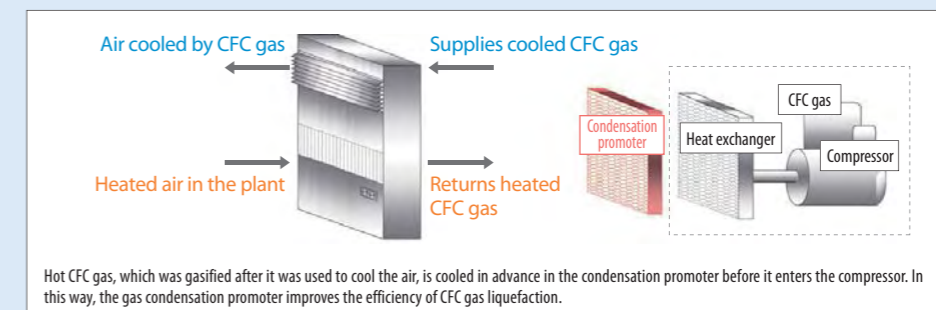 Air cooled by CFC gas
Supplies cooled CFC gas
CFC gas
Condensation
promoter
Heat exchanger
Compressor
Heated air in the plant
Returns heated
CFC gas
Hot CFC gas, which was gasified after it was used to cool the air, is cooled in advance in the condensation promoter before it enters the compressor. In
this way, the gas condensation promoter improves the efficiency of CFC gas liquefaction.